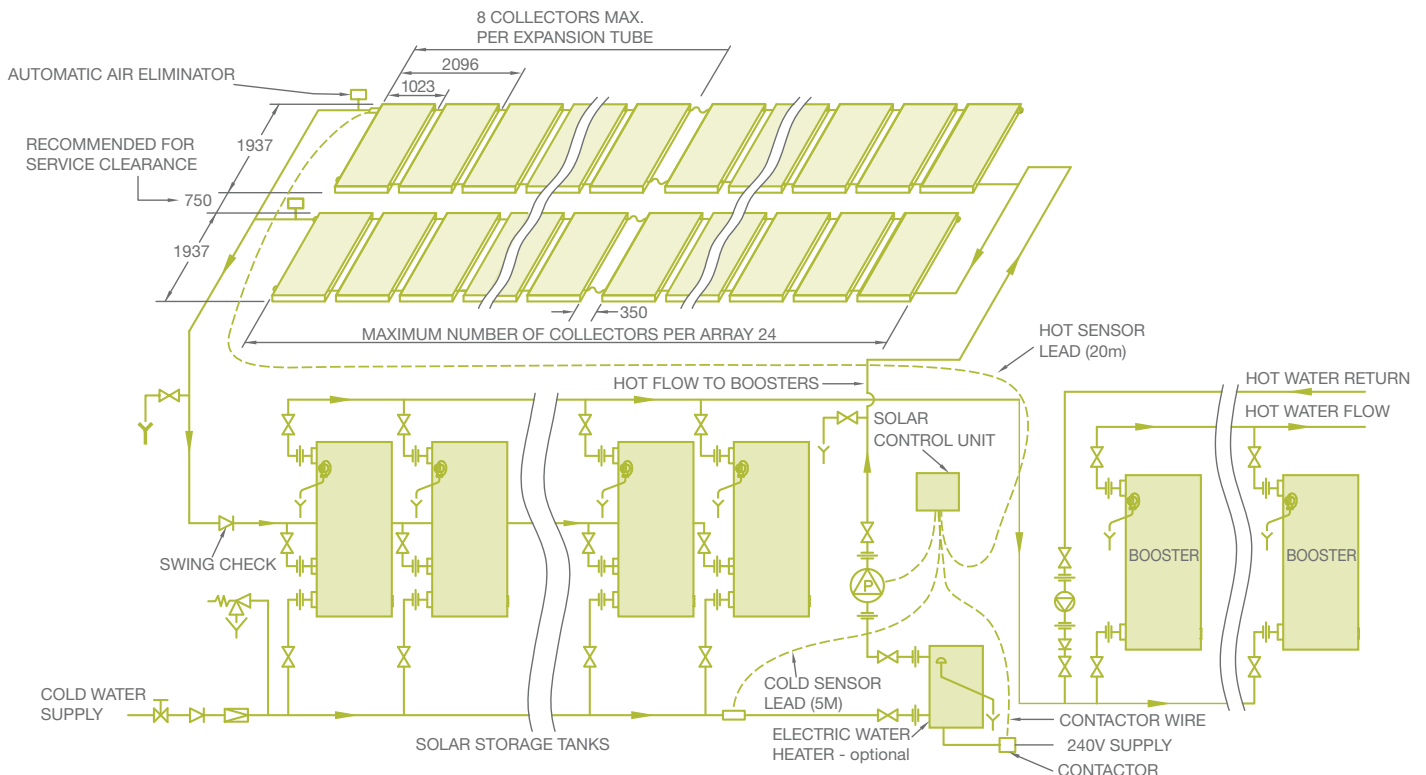 8 COLLECTORS MAX.
PER EXPANSION TUBE
AUTOMATIC AIR ELIMINATOR
2096
1023
1937
RECOMMENDED FOR
SERVICE CLEARANCE
750
1937
350
MAXIMUM NUMBER OF COLLECTORS PER ARRAY 24
HOT SENSOR
LEAD (20m)
HOT FLOW TO BOOSTERS
HOT WATER RETURN
HOT WATER FLOW
SOLAR
CONTROL UNIT
SWING CHECK
P
BOOSTER
BOOSTER
COLD WATER
SUPPLY
COLD SENSOR
LEAD (5M)
SOLAR STORAGE TANKS
ELECTRIC WATER
HEATER - optional
CONTACTOR WIRE
240V SUPPLY
CONTACTOR